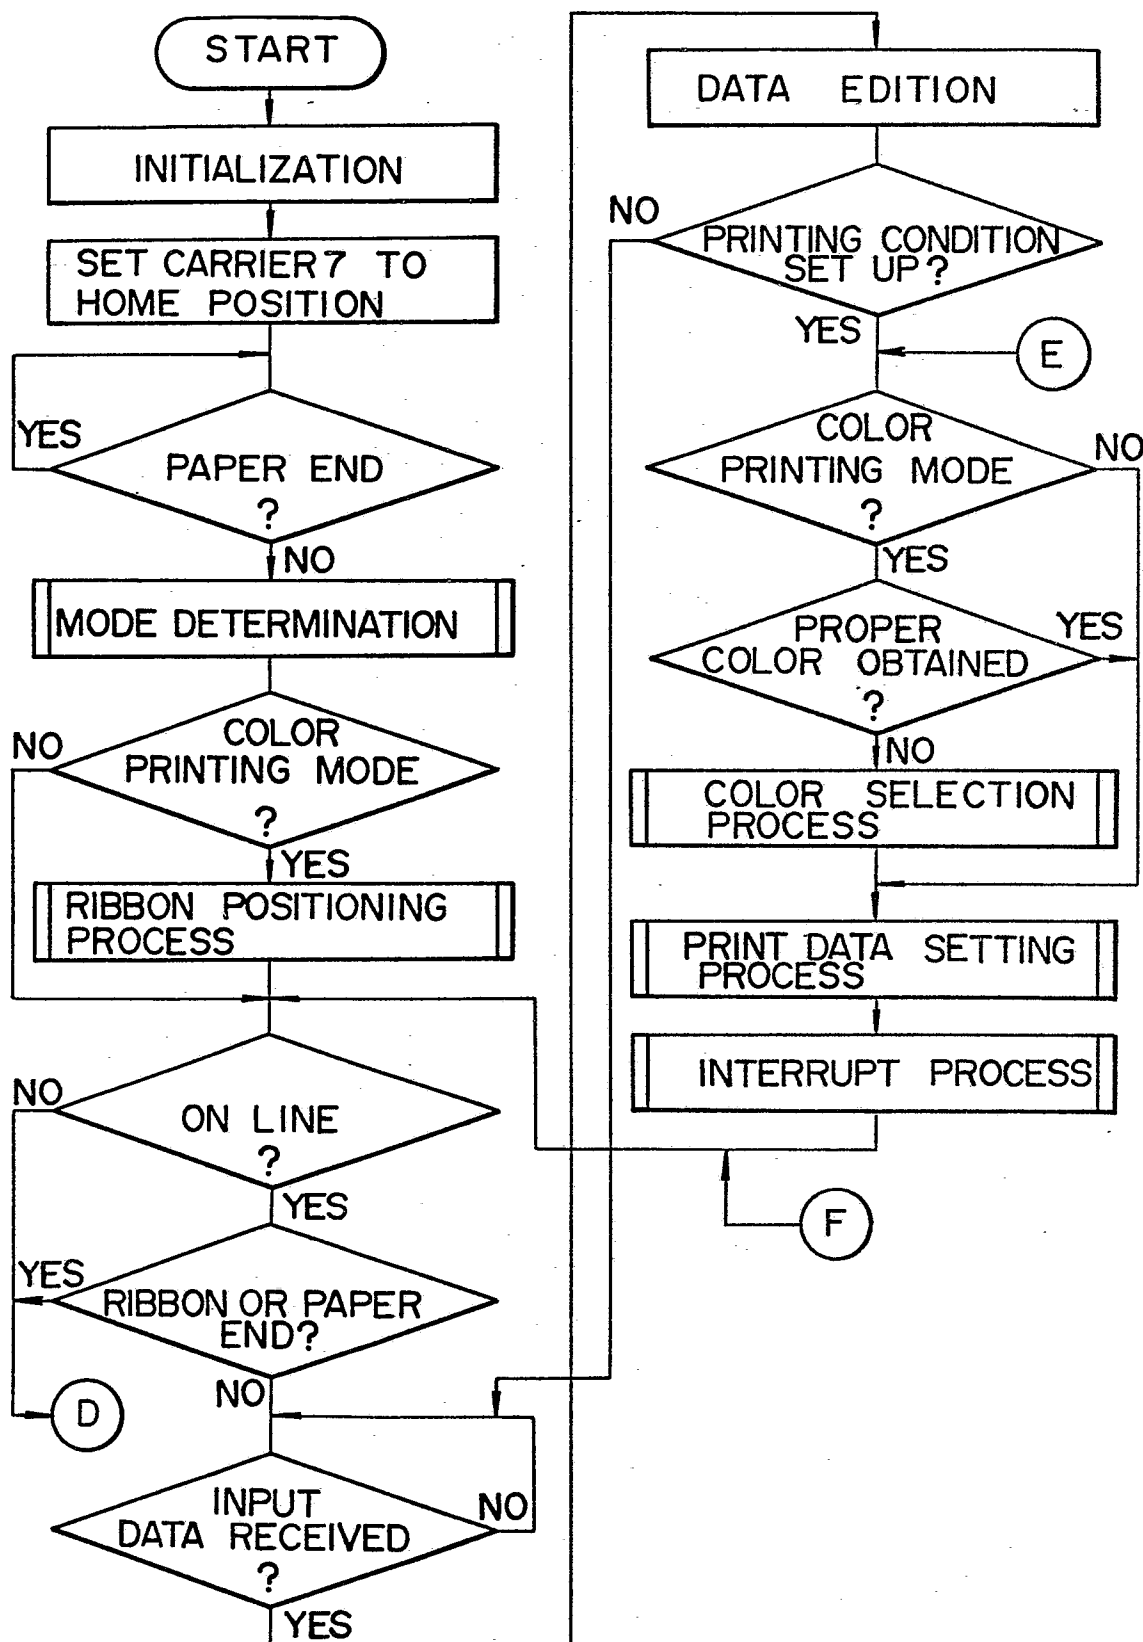 START
INITIALIZATION
SET CARRIER 7 TO
HOME POSITION
YES
PAPER END
?
NO
MODE DETERMINATION
NO
COLOR
PRINTING MODE
?
YES
RIBBON POSITIONING
PROCESS
NO
ON LINE
?
YES
YES
RIBBON OR PAPER
END?
NO
D
INPUT
DATA RECEIVED
?
NO
YES
DATA EDITION
NO
PRINTING CONDITION
SET UP?
YES
E
COLOR
PRINTING MODE
?
NO
YES
PROPER
COLOR OBTAINED
?
YES
NO
COLOR SELECTION
PROCESS
PRINT DATA SETTING
PROCESS
INTERRUPT PROCESS
F